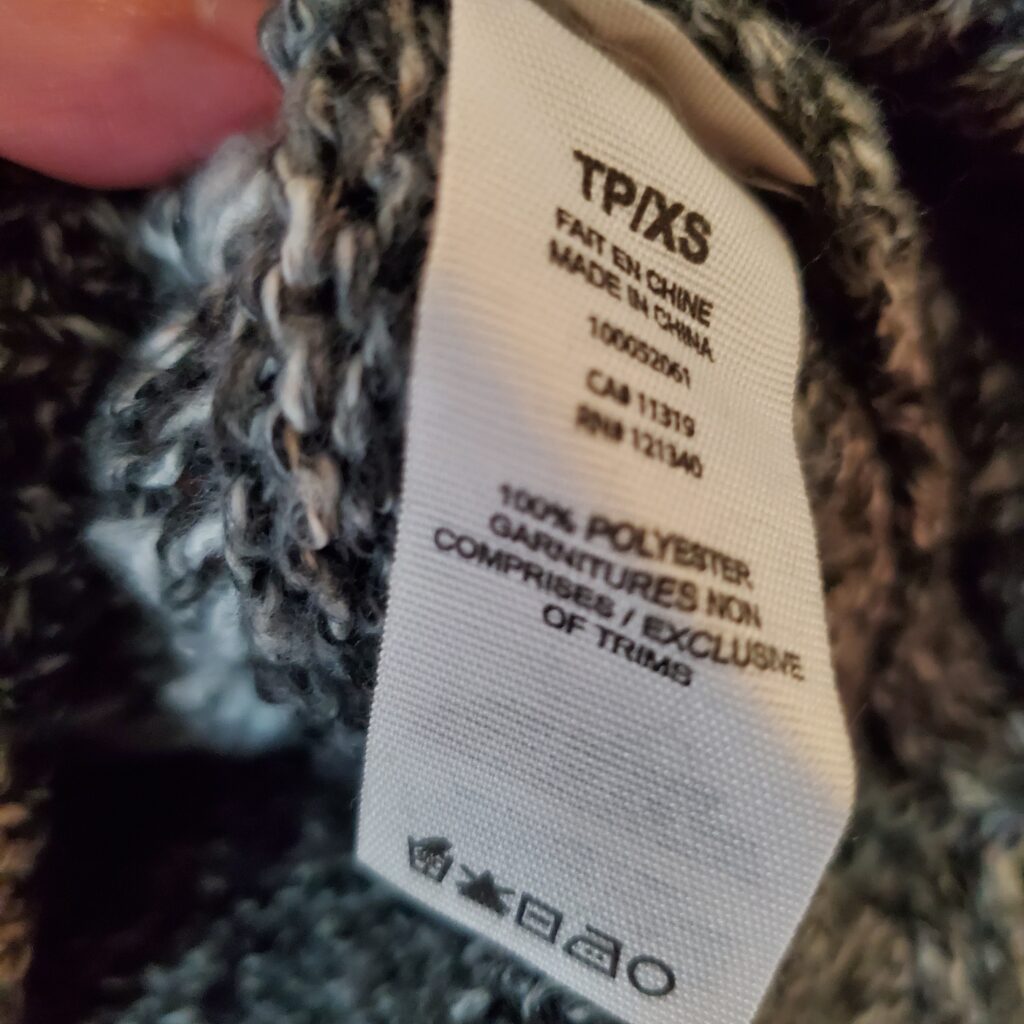 TP/XS
FAIT EN CHINE
MADE IN CHINA
100052061
CA# 11319
RN# 121340
100% POLYESTER
GARNITURES NON
COMPRISES / EXCLUSIVE
OF TRIMS